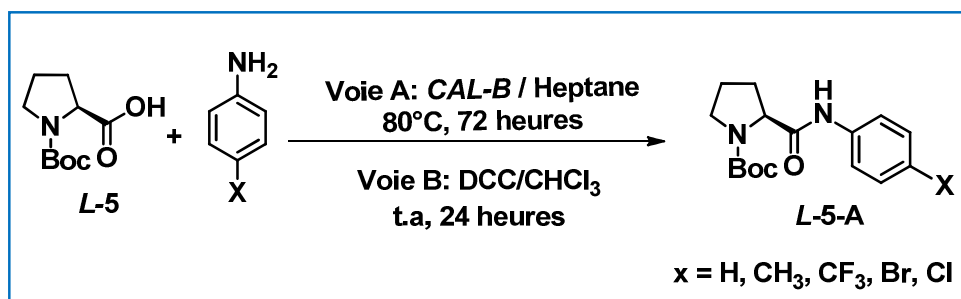 NH2
OH
N
O
Boc
L-5
+
X
Voie A: CAL-B / Heptane
80°C, 72 heures
Voie B: DCC/CHCl3
t.a, 24 heures
H
N
N
O
Boc
X
L-5-A
x = H, CH3, CF3, Br, Cl